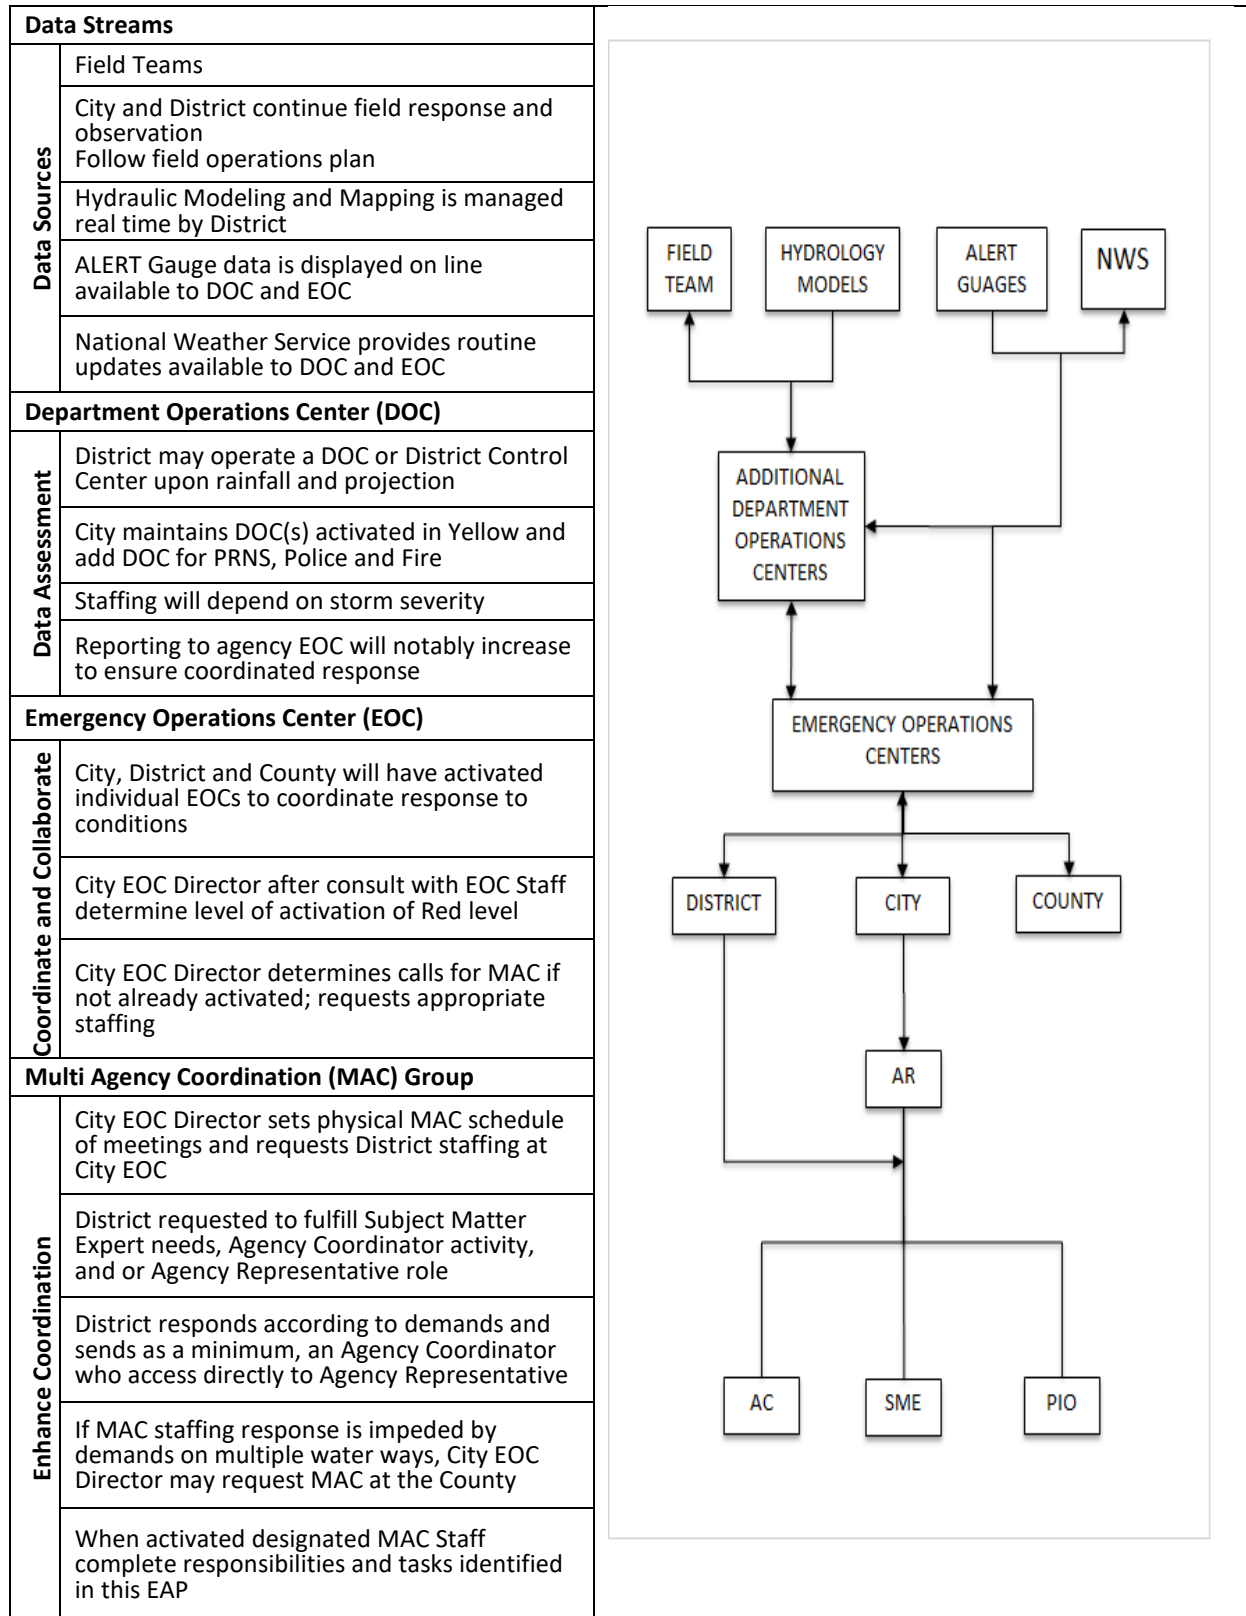 Data Streams
Data Sources
Field Teams
City and District continue field response and
observation
Follow field operations plan
Hydraulic Modeling and Mapping is managed
real time by District
ALERT Gauge data is displayed on line
available to DOC and EOC
National Weather Service provides routine
updates available to DOC and EOC
Department Operations Center (DOC)
Data Assessment
District may operate a DOC or District Control
Center upon rainfall and projection
City maintains DOC(s) activated in Yellow and
add DOC for PRNS, Police and Fire
Staffing will depend on storm severity
Reporting to agency EOC will notably increase
to ensure coordinated response
Emergency Operations Center (EOC)
Coordinate and Collaborate
City, District and County will have activated
individual EOCs to coordinate response to
conditions
City EOC Director after consult with EOC Staff
determine level of activation of Red level
City EOC Director determines calls for MAC if
not already activated; requests appropriate
staffing
Multi Agency Coordination (MAC) Group
Enhance Coordination
City EOC Director sets physical MAC schedule
of meetings and requests District staffing at
City EOC
District requested to fulfill Subject Matter
Expert needs, Agency Coordinator activity,
and or Agency Representative role
District responds according to demands and
sends as a minimum, an Agency Coordinator
who access directly to Agency Representative
If MAC staffing response is impeded by
demands on multiple water ways, City EOC
Director may request MAC at the County
When activated designated MAC Staff
complete responsibilities and tasks identified
in this EAP
FIELD
TEAM
HYDROLOGY
MODELS
ALERT
GUAGES
NWS
ADDITIONAL
DEPARTMENT
OPERATIONS
CENTERS
EMERGENCY OPERATIONS
CENTERS
DISTRICT
CITY
COUNTY
AR
AC
SME
PIO